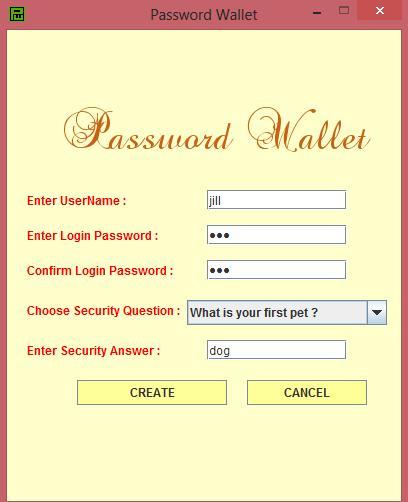 Password Wallet
Password Wallet
Enter UserName : jill
Enter Login Password : •••
Confirm Login Password : •••
Choose Security Question : What is your first pet ?
Enter Security Answer : dog
CREATE CANCEL